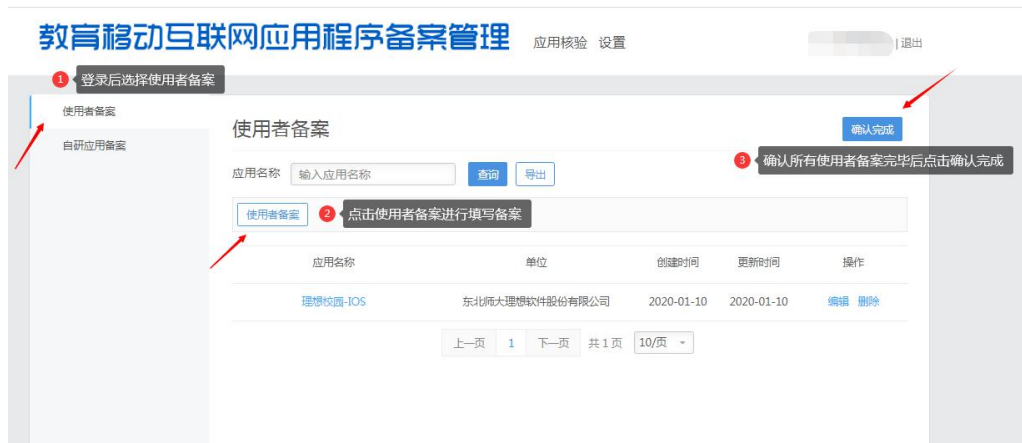 教育移动互联网应用程序备案管理 应用核验 设置 | 退出
1 登录后选择使用者备案
使用者备案
自研应用备案
使用者备案 确认完成
3 确认所有使用者备案完毕后点击确认完成
应用名称 输入应用名称 查询 导出
使用者备案 2 点击使用者备案进行填写备案
应用名称 单位 创建时间 更新时间 操作
理想校园-IOS 东北师大理想软件股份有限公司 2020-01-10 2020-01-10 编辑 删除
上一页 1 下一页 共 1 页 10/页